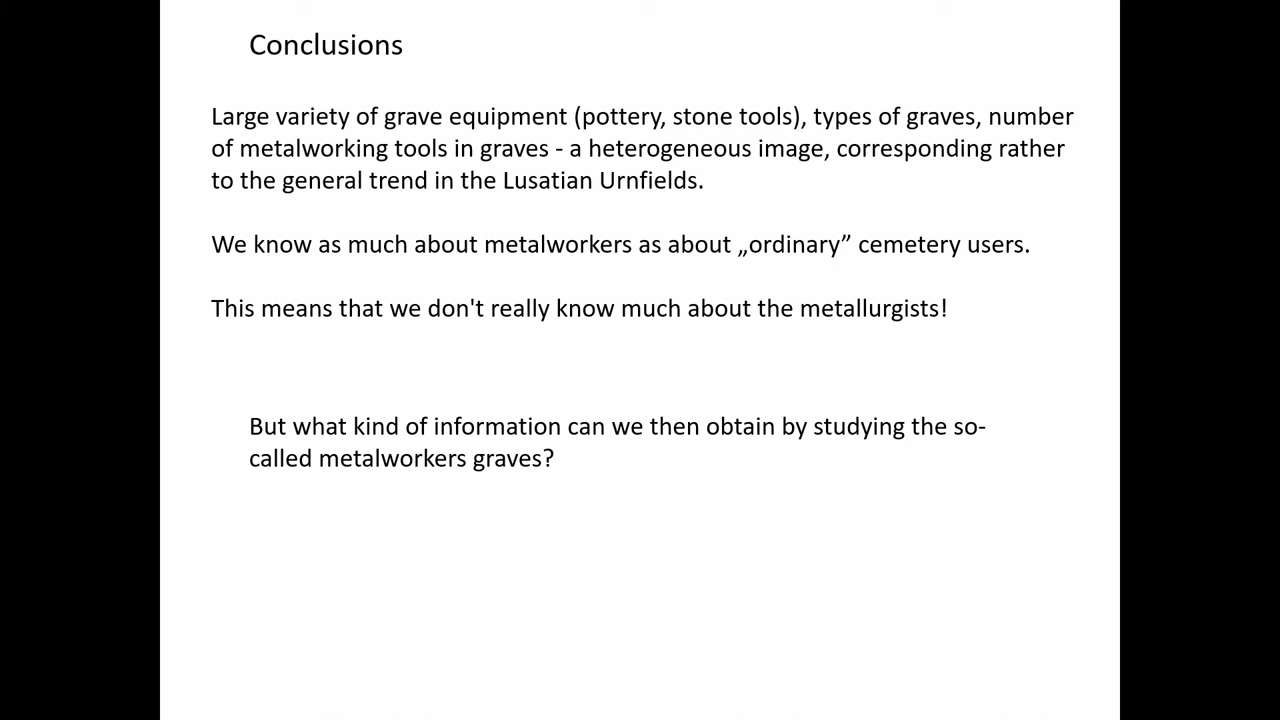 Conclusions
Large variety of grave equipment (pottery, stone tools), types of graves, number
of metalworking tools in graves - a heterogeneous image, corresponding rather
to the general trend in the Lusatian Urnfields.
We know as much about metalworkers as about „ordinary” cemetery users.
This means that we don't really know much about the metallurgists!
But what kind of information can we then obtain by studying the so-
called metalworkers graves?